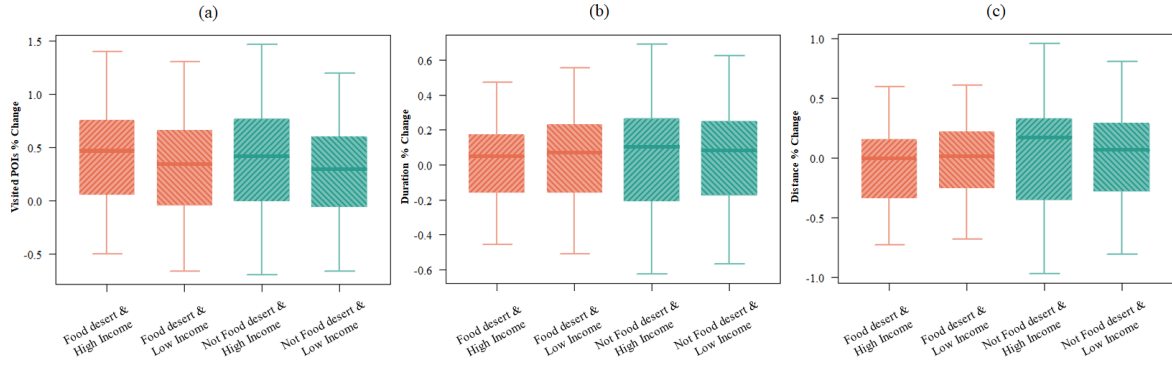 (a)
Visited POIs % Change
1.5
1.0
0.5
0.0
-0.5
Food desert &
High Income
Food desert &
Low Income
Not Food desert &
High Income
Not Food desert &
Low Income
(b)
Duration % Change
0.6
0.4
0.2
0.0
-0.2
-0.4
-0.6
Food desert &
High Income
Food desert &
Low Income
Not Food desert &
High Income
Not Food desert &
Low Income
(c)
Distance % Change
1.0
0.5
0.0
-0.5
-1.0
Food desert &
High Income
Food desert &
Low Income
Not Food desert &
High Income
Not Food desert &
Low Income